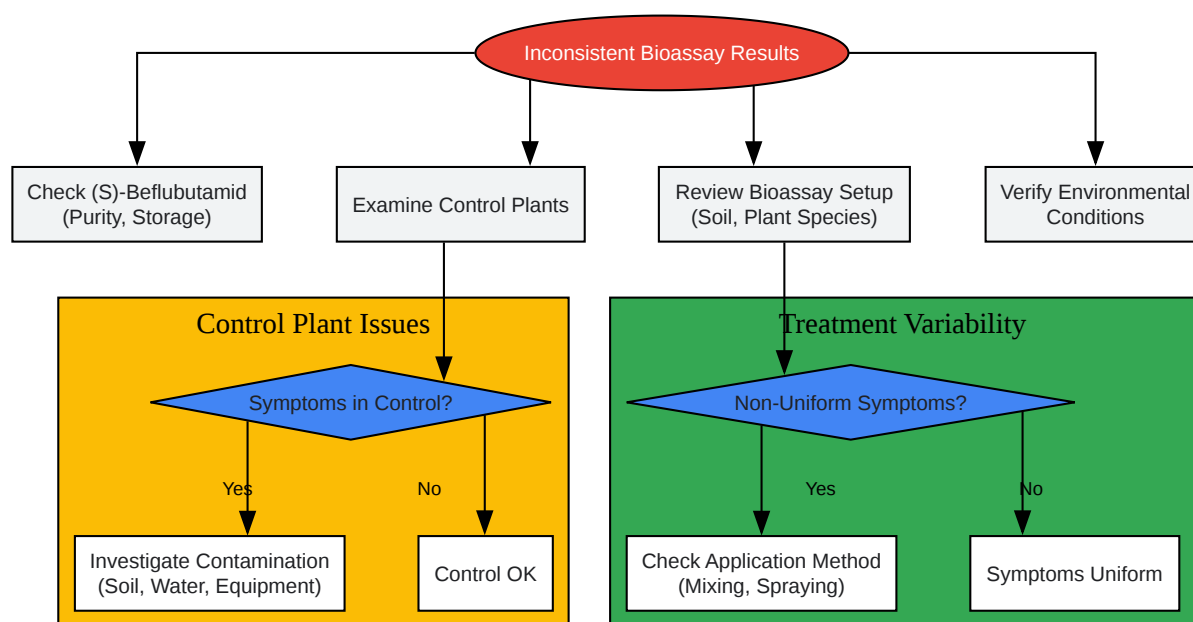 Inconsistent Bioassay Results
Check (S)-Beflubutamid
(Purity, Storage)
Examine Control Plants
Review Bioassay Setup
(Soil, Plant Species)
Verify Environmental
Conditions
Control Plant Issues
Treatment Variability
Symptoms in Control?
Non-Uniform Symptoms?
Yes
No
Yes
No
Investigate Contamination
(Soil, Water, Equipment)
Control OK
Check Application Method
(Mixing, Spraying)
Symptoms Uniform